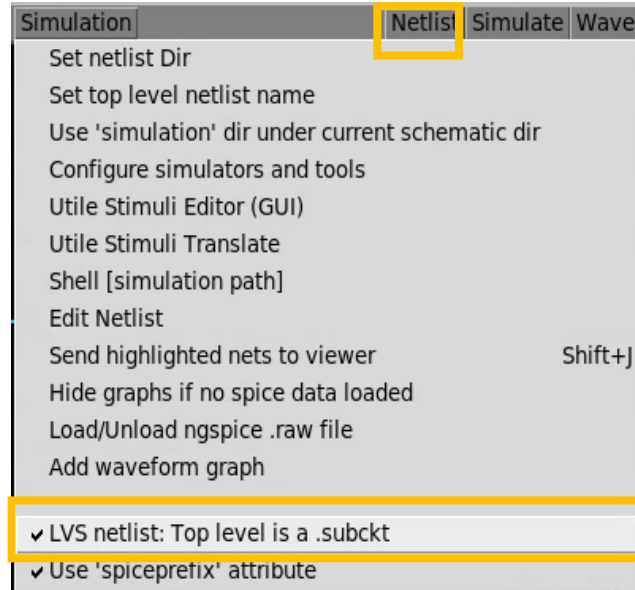 Simulation Netlist Simulate Wave
Set netlist Dir
Set top level netlist name
Use 'simulation' dir under current schematic dir
Configure simulators and tools
Utile Stimuli Editor (GUI)
Utile Stimuli Translate
Shell [simulation path]
Edit Netlist
Send highlighted nets to viewer Shift+J
Hide graphs if no spice data loaded
Load/Unload ngspice .raw file
Add waveform graph
✓ LVS netlist: Top level is a .subckt
✓ Use 'spiceprefix' attribute